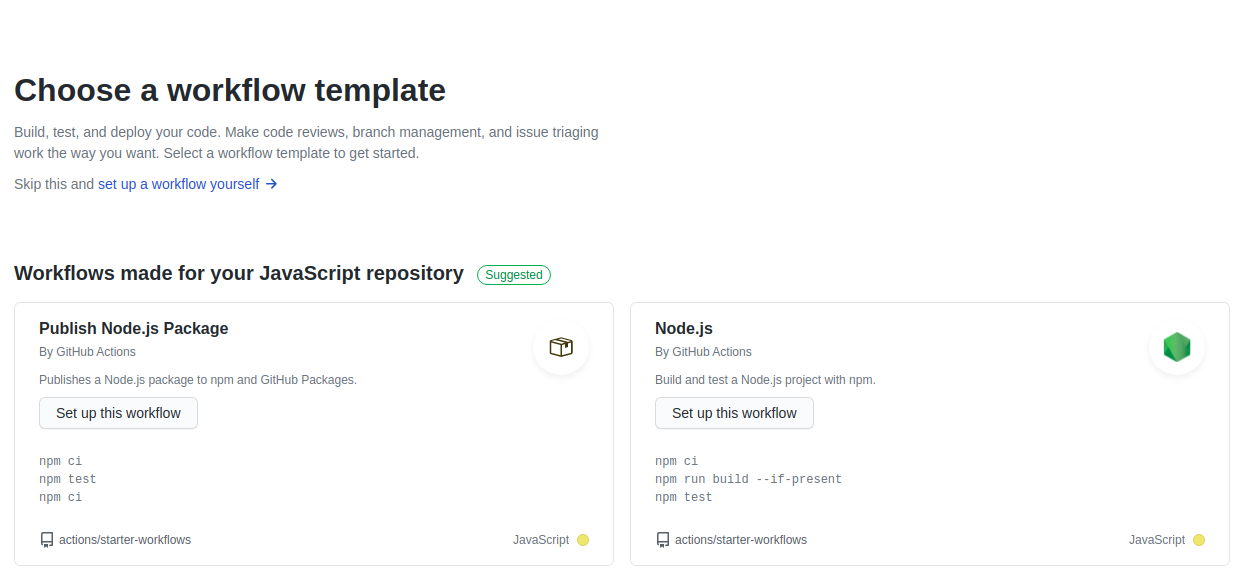 Choose a workflow template
Build, test, and deploy your code. Make code reviews, branch management, and issue triaging
work the way you want. Select a workflow template to get started.
Skip this and set up a workflow yourself →
Workflows made for your JavaScript repository Suggested
Publish Node.js Package
By GitHub Actions
Publishes a Node.js package to npm and GitHub Packages.
Set up this workflow
npm ci
npm test
npm ci
actions/starter-workflows JavaScript
Node.js
By GitHub Actions
Build and test a Node.js project with npm.
Set up this workflow
npm ci
npm run build --if-present
npm test
actions/starter-workflows JavaScript